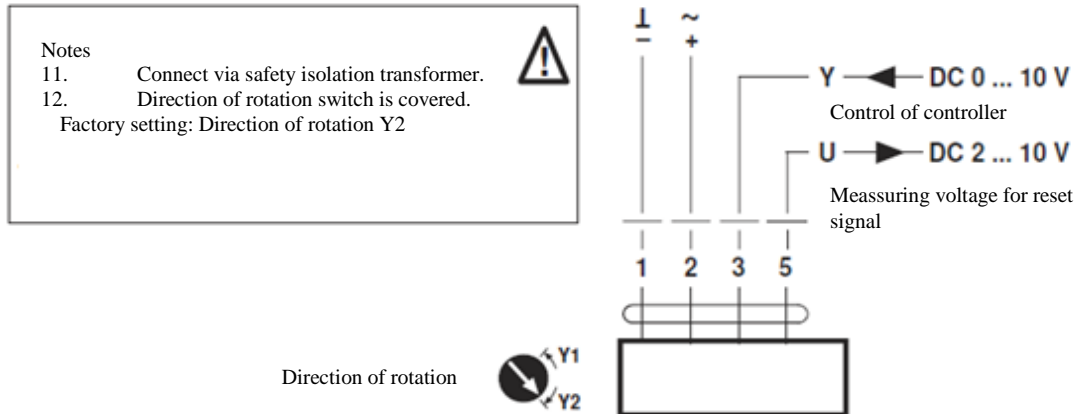 Notes
11. Connect via safety isolation transformer.
12. Direction of rotation switch is covered.
Factory setting: Direction of rotation Y2
⊥ ~
− +
Y DC 0 ... 10 V
Control of controller
U DC 2 ... 10 V
Meassuring voltage for reset
signal
1 2 3 5
Direction of rotation
Y1
Y2